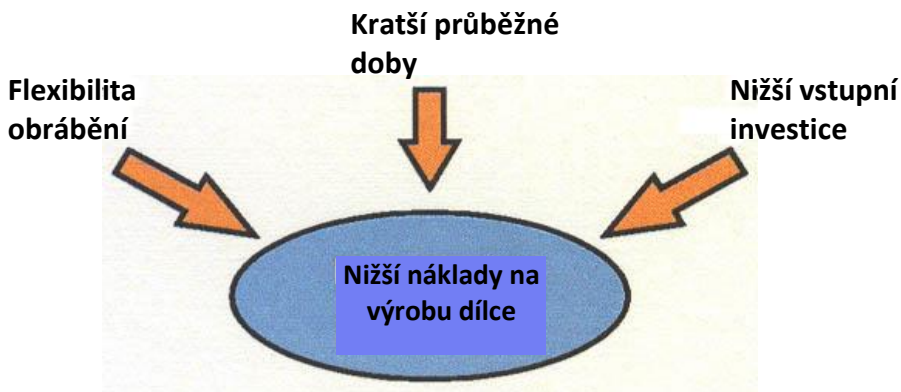 Kratší průběžné
doby
Flexibilita
obrábění
Nižší vstupní
investice
Nižší náklady na
výrobu dílce